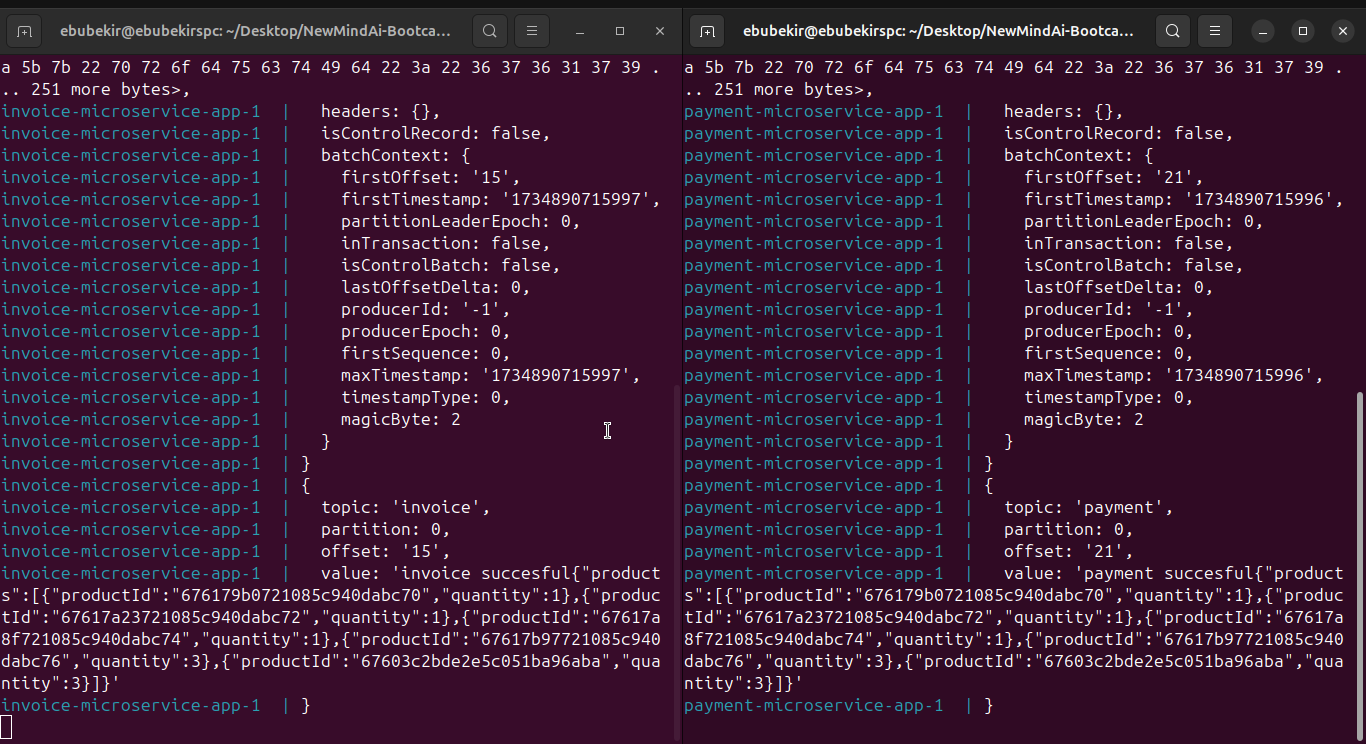 ebubekir@ebubekirspc: ~/Desktop/NewMindAi-Bootca...
a 5b 7b 22 70 72 6f 64 75 63 74 49 64 22 3a 22 36 37 36 31 37 39 .
.. 251 more bytes>,
invoice-microservice-app-1  |   headers: {},
invoice-microservice-app-1  |   isControlRecord: false,
invoice-microservice-app-1  |   batchContext: {
invoice-microservice-app-1  |     firstOffset: '15',
invoice-microservice-app-1  |     firstTimestamp: '1734890715997',
invoice-microservice-app-1  |     partitionLeaderEpoch: 0,
invoice-microservice-app-1  |     inTransaction: false,
invoice-microservice-app-1  |     isControlBatch: false,
invoice-microservice-app-1  |     lastOffsetDelta: 0,
invoice-microservice-app-1  |     producerId: '-1',
invoice-microservice-app-1  |     producerEpoch: 0,
invoice-microservice-app-1  |     firstSequence: 0,
invoice-microservice-app-1  |     maxTimestamp: '1734890715997',
invoice-microservice-app-1  |     timestampType: 0,
invoice-microservice-app-1  |     magicByte: 2
invoice-microservice-app-1  |   }
invoice-microservice-app-1  | }
invoice-microservice-app-1  | {
invoice-microservice-app-1  |   topic: 'invoice',
invoice-microservice-app-1  |   partition: 0,
invoice-microservice-app-1  |   offset: '15',
invoice-microservice-app-1  |   value: 'invoice succesful{"product
s":[{"productId":"676179b0721085c940dabc70","quantity":1},{"produc
tId":"67617a23721085c940dabc72","quantity":1},{"productId":"67617a
8f721085c940dabc74","quantity":1},{"productId":"67617b97721085c940
dabc76","quantity":3},{"productId":"67603c2bde2e5c051ba96aba","qua
ntity":3}]}'
invoice-microservice-app-1  | }
ebubekir@ebubekirspc: ~/Desktop/NewMindAi-Bootca...
a 5b 7b 22 70 72 6f 64 75 63 74 49 64 22 3a 22 36 37 36 31 37 39 .
.. 251 more bytes>,
payment-microservice-app-1  |   headers: {},
payment-microservice-app-1  |   isControlRecord: false,
payment-microservice-app-1  |   batchContext: {
payment-microservice-app-1  |     firstOffset: '21',
payment-microservice-app-1  |     firstTimestamp: '1734890715996',
payment-microservice-app-1  |     partitionLeaderEpoch: 0,
payment-microservice-app-1  |     inTransaction: false,
payment-microservice-app-1  |     isControlBatch: false,
payment-microservice-app-1  |     lastOffsetDelta: 0,
payment-microservice-app-1  |     producerId: '-1',
payment-microservice-app-1  |     producerEpoch: 0,
payment-microservice-app-1  |     firstSequence: 0,
payment-microservice-app-1  |     maxTimestamp: '1734890715996',
payment-microservice-app-1  |     timestampType: 0,
payment-microservice-app-1  |     magicByte: 2
payment-microservice-app-1  |   }
payment-microservice-app-1  | }
payment-microservice-app-1  | {
payment-microservice-app-1  |   topic: 'payment',
payment-microservice-app-1  |   partition: 0,
payment-microservice-app-1  |   offset: '21',
payment-microservice-app-1  |   value: 'payment succesful{"product
s":[{"productId":"676179b0721085c940dabc70","quantity":1},{"produc
tId":"67617a23721085c940dabc72","quantity":1},{"productId":"67617a
8f721085c940dabc74","quantity":1},{"productId":"67617b97721085c940
dabc76","quantity":3},{"productId":"67603c2bde2e5c051ba96aba","qua
ntity":3}]}'
payment-microservice-app-1  | }